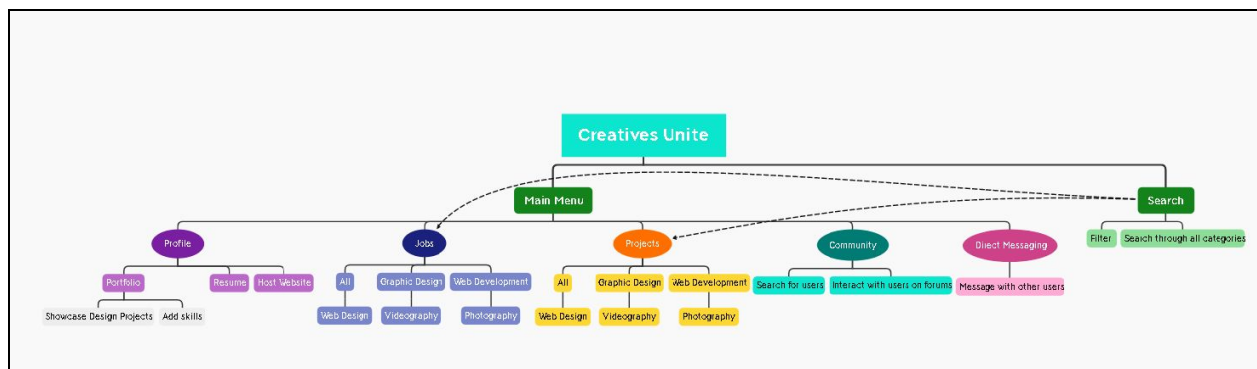 Creatives Unite
Main Menu
Search
Profile
Jobs
Projects
Community
Direct Messaging
Filter
Search through all categories
Portfolio
Resume
Host Website
All
Graphic Design
Web Development
All
Graphic Design
Web Development
Search for users
Interact with users on forums
Message with other users
Showcase Design Projects
Add skills
Web Design
Videography
Photography
Web Design
Videography
Photography